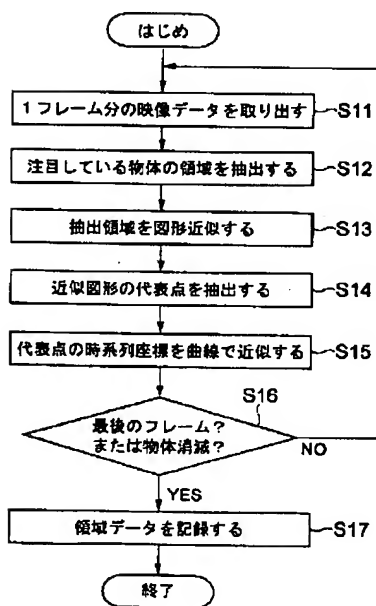 はじめ
1フレーム分の映像データを取り出す
S11
注目している物体の領域を抽出する
S12
抽出領域を図形近似する
S13
近似図形の代表点を抽出する
S14
代表点の時系列座標を曲線で近似する
S15
S16
最後のフレーム?
または物体消滅?
NO
YES
領域データを記録する
S17
終了